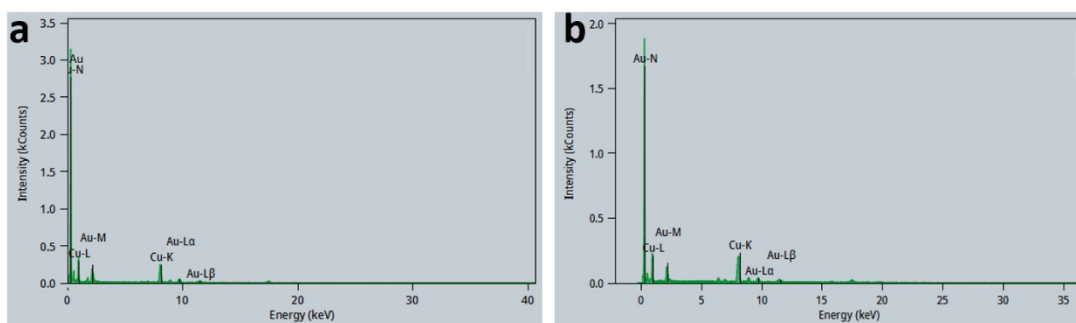 a
3.5
3.0
2.5
2.0
1.5
1.0
0.5
0.0
Intensity (kCounts)
Au
Cu-L
Au-M
Cu-K
Au-Lα
Au-Lβ
0
10
20
30
40
Energy (keV)
b
2.0
1.5
1.0
0.5
0.0
Intensity (kCounts)
Au-N
Cu-L
Au-M
Cu-K
Au-Lα
Au-Lβ
0
5
10
15
20
25
30
35
Energy (keV)